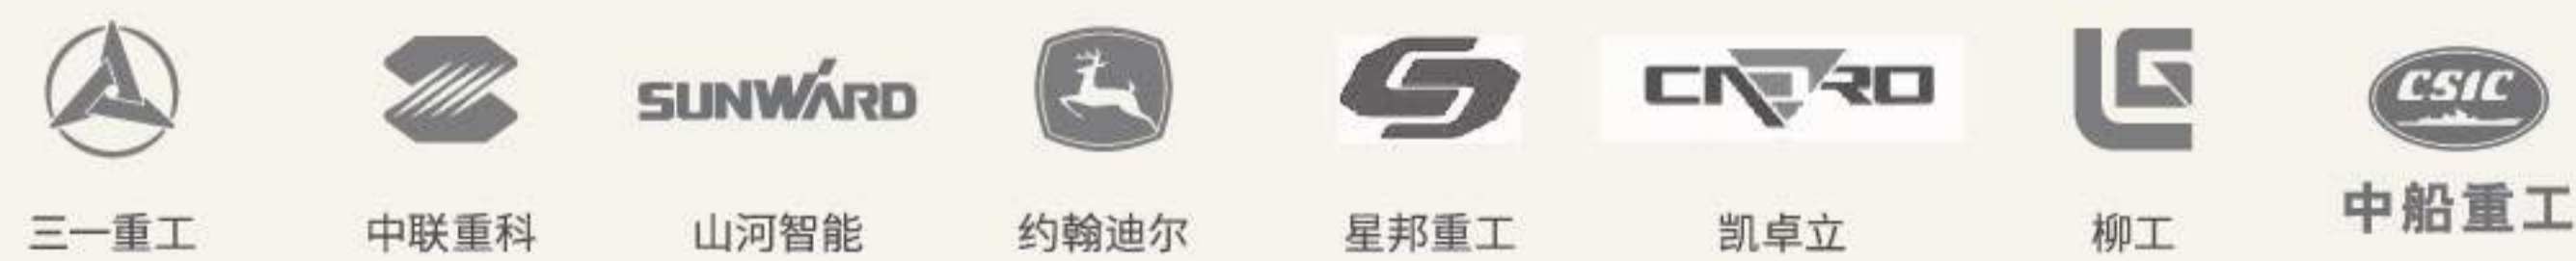 SUNWARD
CADRO
CSIC
三一重工
中联重科
山河智能
约翰迪尔
星邦重工
凯卓立
柳工
中船重工